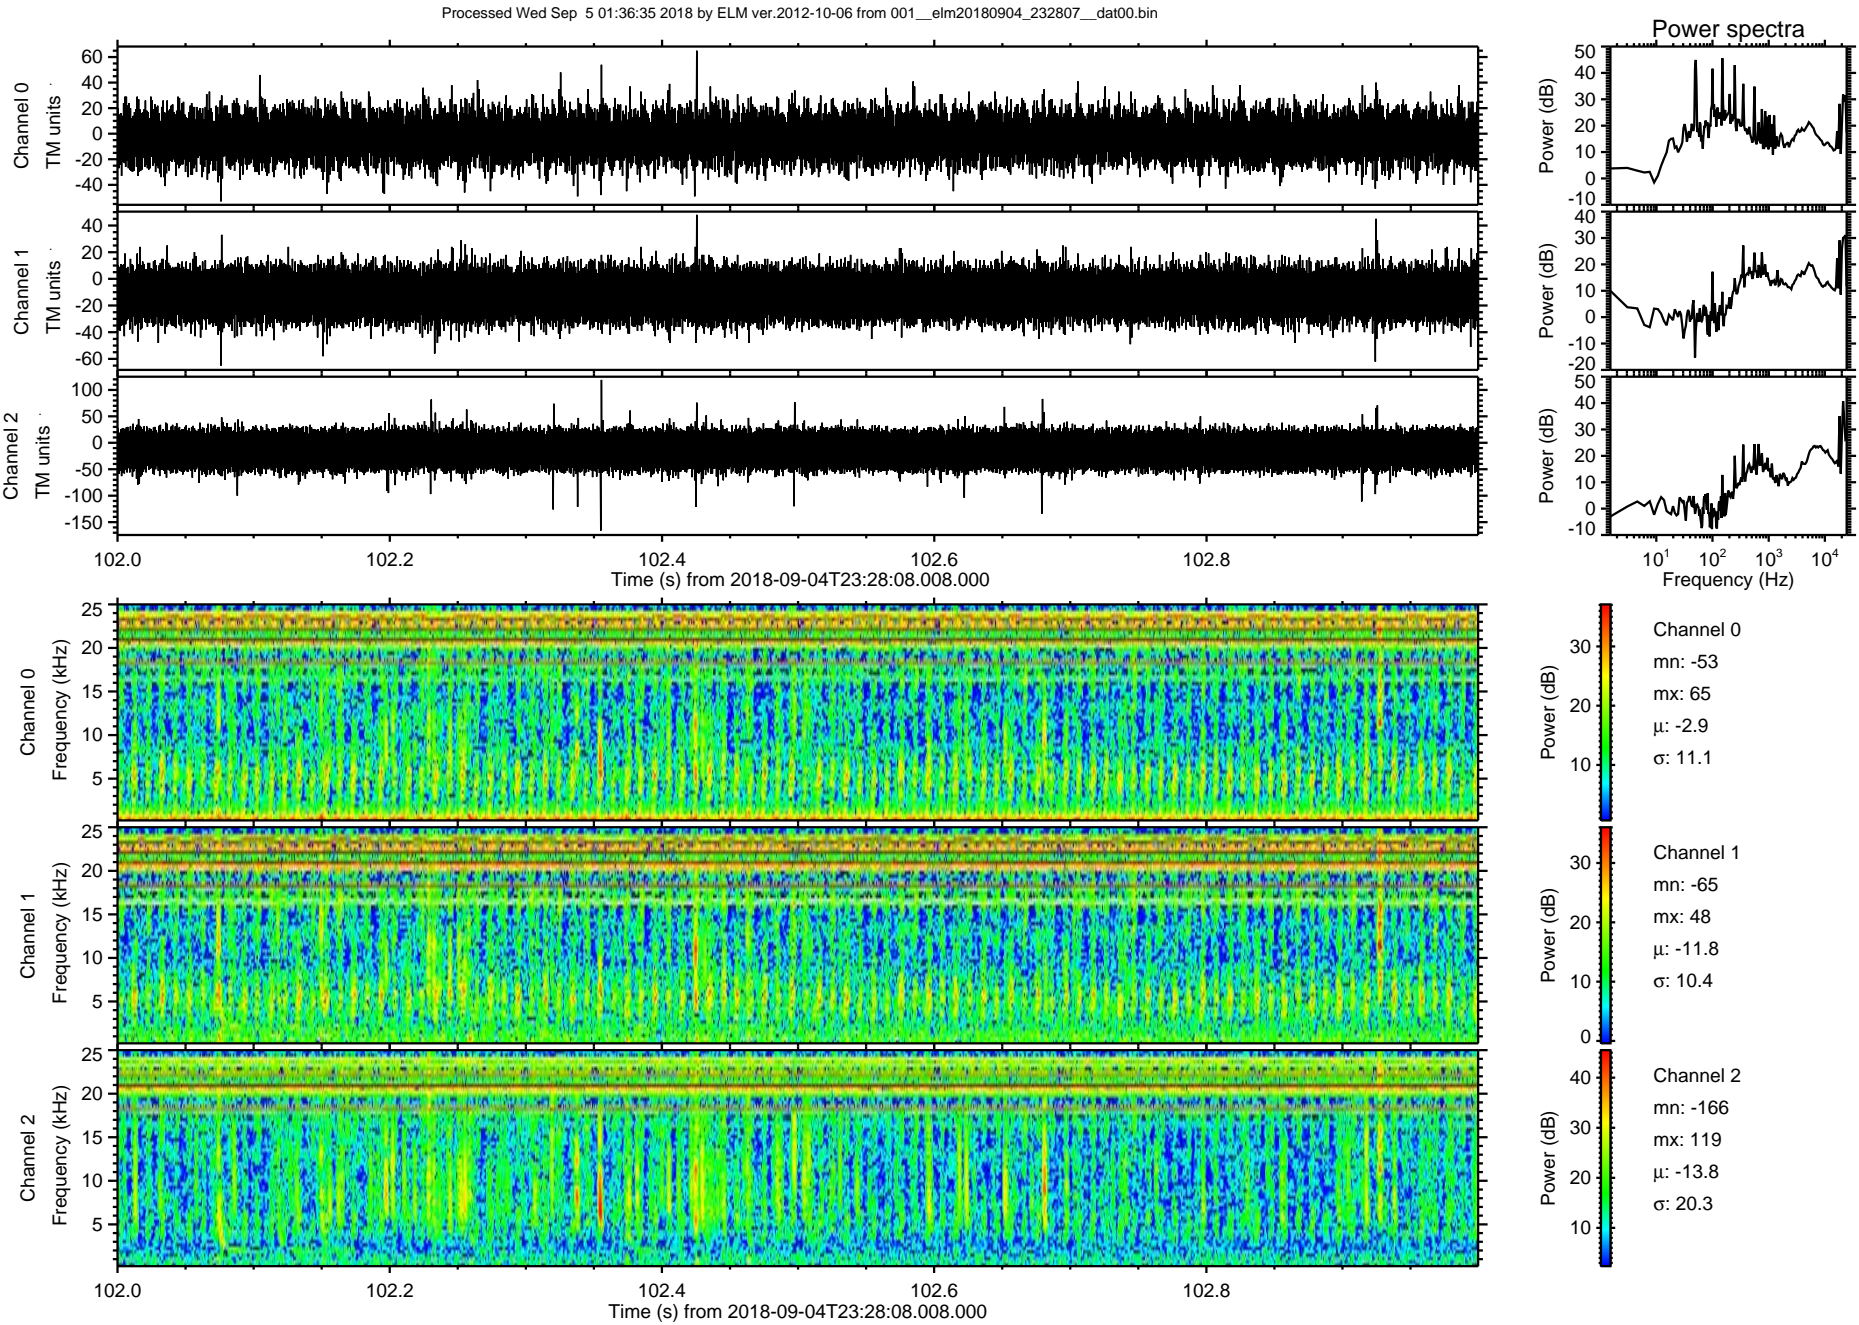 Processed Wed Sep  5 01:36:35 2018 by ELM ver.2012-10-06 from 001__elm20180904_232807__dat00.bin
Power spectra
Channel 0
TM units
60
40
20
0
-20
-40
Power (dB)
50
40
30
20
10
0
-10
Channel 1
TM units
40
20
0
-20
-40
-60
Power (dB)
40
30
20
10
0
-10
-20
Channel 2
TM units
100
50
0
-50
-100
-150
Power (dB)
50
40
30
20
10
0
-10
102.0 102.2 102.4 102.6 102.8
Time (s) from 2018-09-04T23:28:08.008.000
10^1 10^2 10^3 10^4
Frequency (Hz)
Channel 0
Frequency (kHz)
25
20
15
10
5
Power (dB)
30
20
10
Channel 0
mn: -53
mx: 65
µ: -2.9
σ: 11.1
Channel 1
Frequency (kHz)
25
20
15
10
5
Power (dB)
30
20
10
0
Channel 1
mn: -65
mx: 48
µ: -11.8
σ: 10.4
Channel 2
Frequency (kHz)
25
20
15
10
5
Power (dB)
40
30
20
10
Channel 2
mn: -166
mx: 119
µ: -13.8
σ: 20.3
102.0 102.2 102.4 102.6 102.8
Time (s) from 2018-09-04T23:28:08.008.000